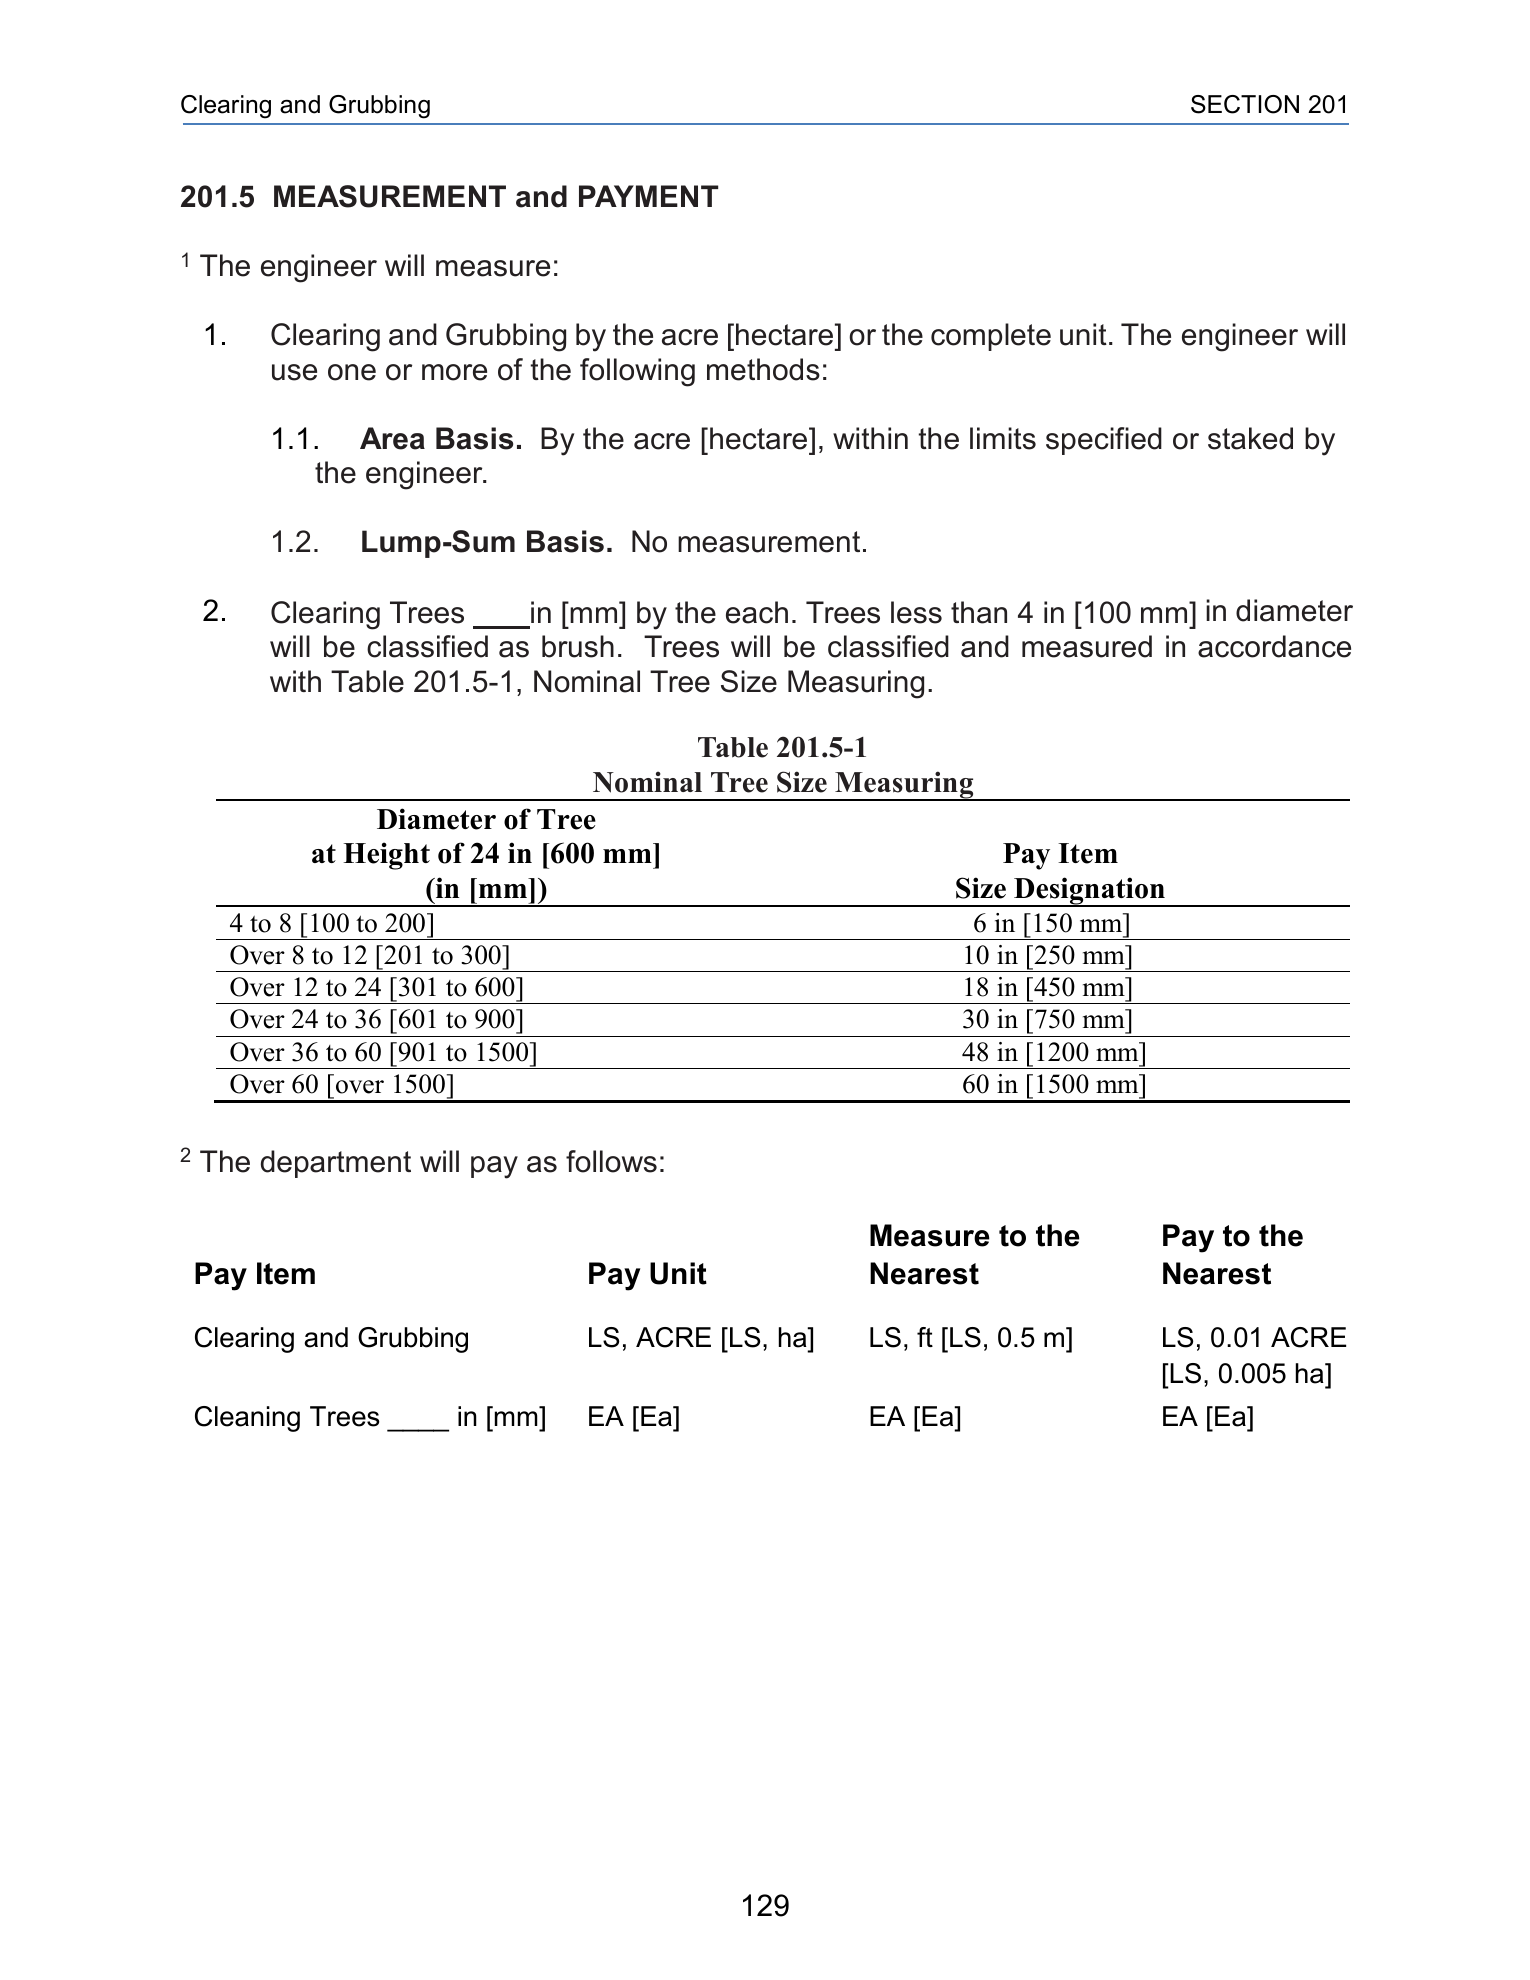 Clearing and Grubbing SECTION 201
201.5 MEASUREMENT and PAYMENT
1 The engineer will measure:
1. Clearing and Grubbing by the acre [hectare] or the complete unit. The engineer will
use one or more of the following methods:
1.1. Area Basis. By the acre [hectare], within the limits specified or staked by
the engineer.
1.2. Lump-Sum Basis. No measurement.
2. Clearing Trees ____in [mm] by the each. Trees less than 4 in [100 mm] in diameter
will be classified as brush. Trees will be classified and measured in accordance
with Table 201.5-1, Nominal Tree Size Measuring.
Table 201.5-1
Nominal Tree Size Measuring
Diameter of Tree
at Height of 24 in [600 mm] Pay Item
(in [mm]) Size Designation
4 to 8 [100 to 200] 6 in [150 mm]
Over 8 to 12 [201 to 300] 10 in [250 mm]
Over 12 to 24 [301 to 600] 18 in [450 mm]
Over 24 to 36 [601 to 900] 30 in [750 mm]
Over 36 to 60 [901 to 1500] 48 in [1200 mm]
Over 60 [over 1500] 60 in [1500 mm]
2 The department will pay as follows:
Measure to the Pay to the
Pay Item Pay Unit Nearest Nearest
Clearing and Grubbing LS, ACRE [LS, ha] LS, ft [LS, 0.5 m] LS, 0.01 ACRE
[LS, 0.005 ha]
Cleaning Trees ____ in [mm] EA [Ea] EA [Ea] EA [Ea]
129